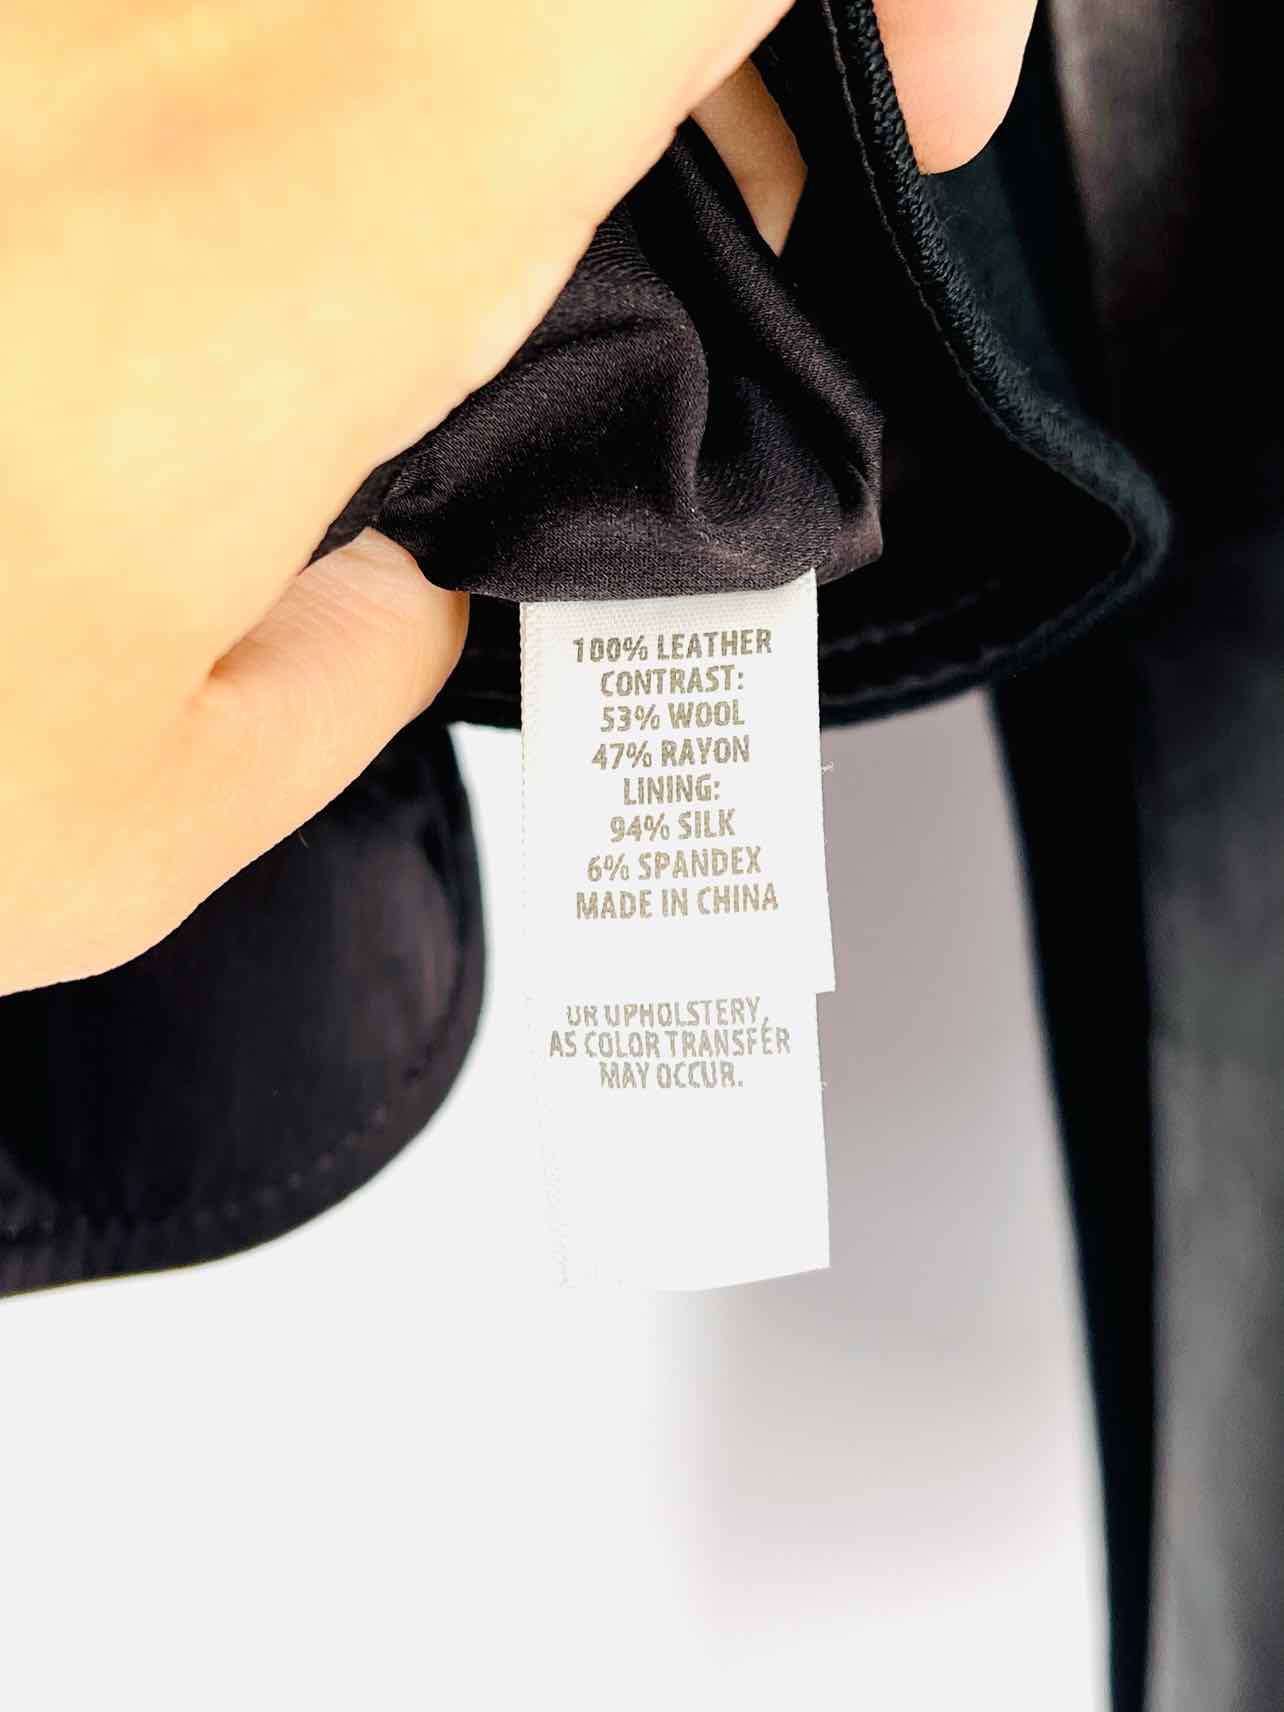 100% LEATHER
CONTRAST:
53% WOOL
47% RAYON
LINING:
94% SILK
6% SPANDEX
MADE IN CHINA
OR UPHOLSTERY,
AS COLOR TRANSFER
MAY OCCUR.